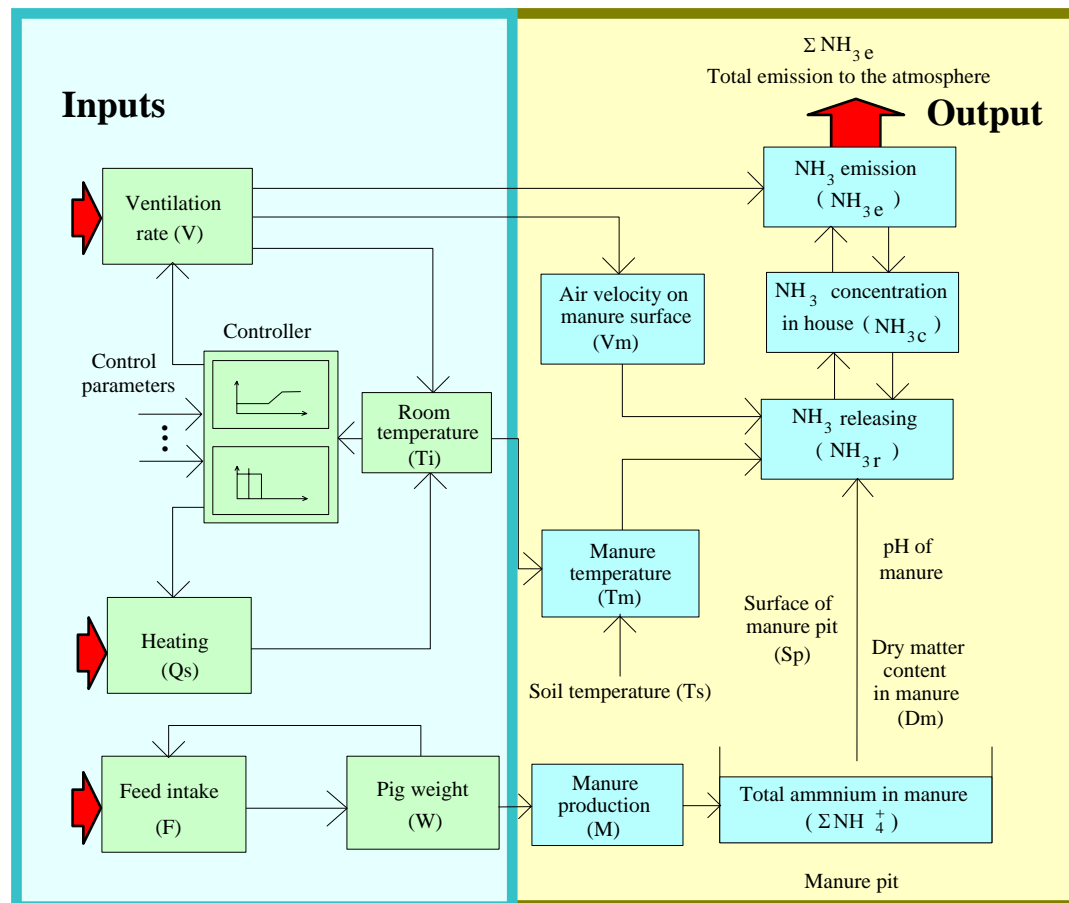 Inputs
Ventilation
rate (V)
Controller
Control
parameters
Room
temperature
(Ti)
Heating
(Qs)
Feed intake
(F)
Pig weight
(W)
Σ NH3 e
Total emission to the atmosphere
Output
NH3 emission
( NH3 e )
Air velocity on
manure surface
(Vm)
NH3 concentration
in house ( NH3c )
NH3 releasing
( NH3 r )
Manure
temperature
(Tm)
pH of
manure
Surface of
manure pit
(Sp)
Dry matter
content
in manure
(Dm)
Soil temperature (Ts)
Manure
production
(M)
Total ammnium in manure
( ΣNH4+ )
Manure pit